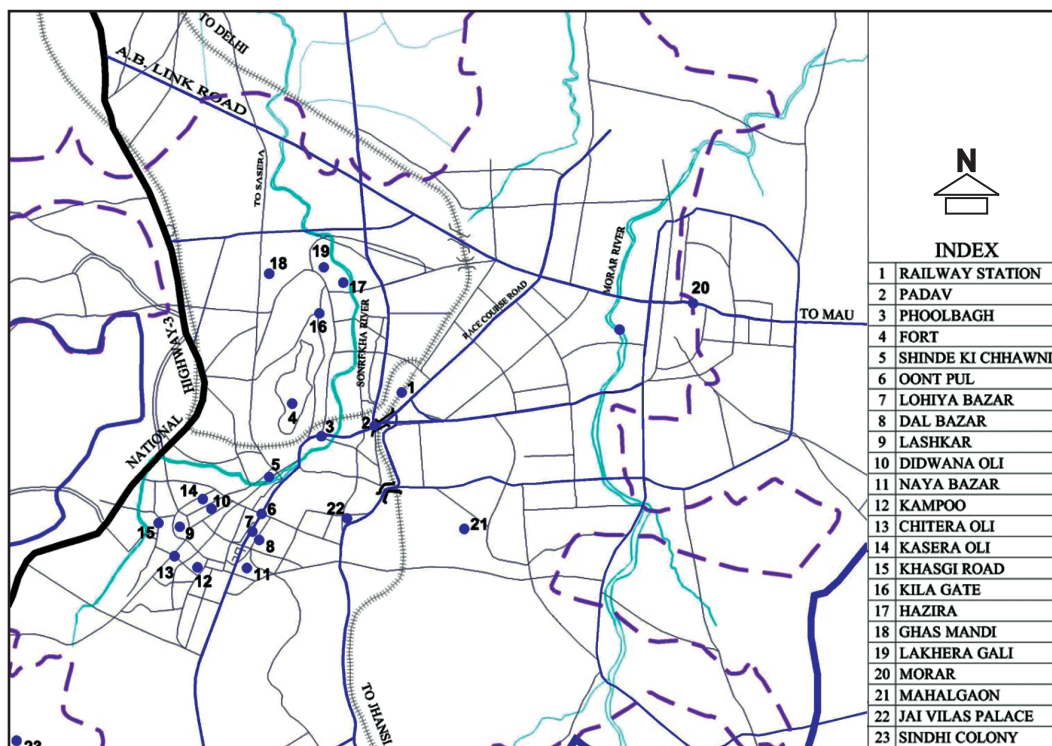 TO DELHI
A.B. LINK ROAD
TO SASERA
MORAR RIVER
19
18
17
20
16
SONREKHA RIVER
RACE COURSE ROAD
TO MAU
HIGHWAY-3
NATIONAL
1
4
2
3
5
14
10
6
22
15
9
7
8
21
13
12
11
TO JHANSI
23
N
INDEX
1 RAILWAY STATION
2 PADAV
3 PHOOLBAGH
4 FORT
5 SHINDE KI CHHAWNI
6 OONT PUL
7 LOHIYA BAZAR
8 DAL BAZAR
9 LASHKAR
10 DIDWANA OLI
11 NAYA BAZAR
12 KAMPOO
13 CHITERA OLI
14 KASERA OLI
15 KHASGI ROAD
16 KILA GATE
17 HAZIRA
18 GHAS MANDI
19 LAKHERA GALI
20 MORAR
21 MAHALGAON
22 JAI VILAS PALACE
23 SINDHI COLONY